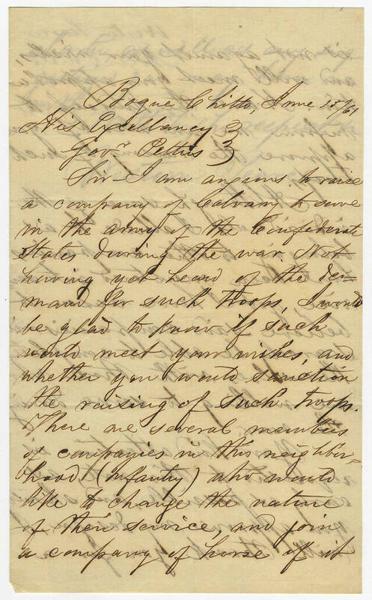 Bogue Chitto, June 15/61
His Excellency
Govr. Pettus
Sir- I am anxious to raise
a company of Calvary to serve
in the army of the Confederate
States during the war. Not
having yet heard of the de-
mand for such troops, I would
be glad to know if such
would meet your wishes, and
whether you would sanction
the raising of such troops.
There are several members
of companies in this neighbor-
hood (infantry) who would
like to change the nature
of their service, and join
a company of horse if it